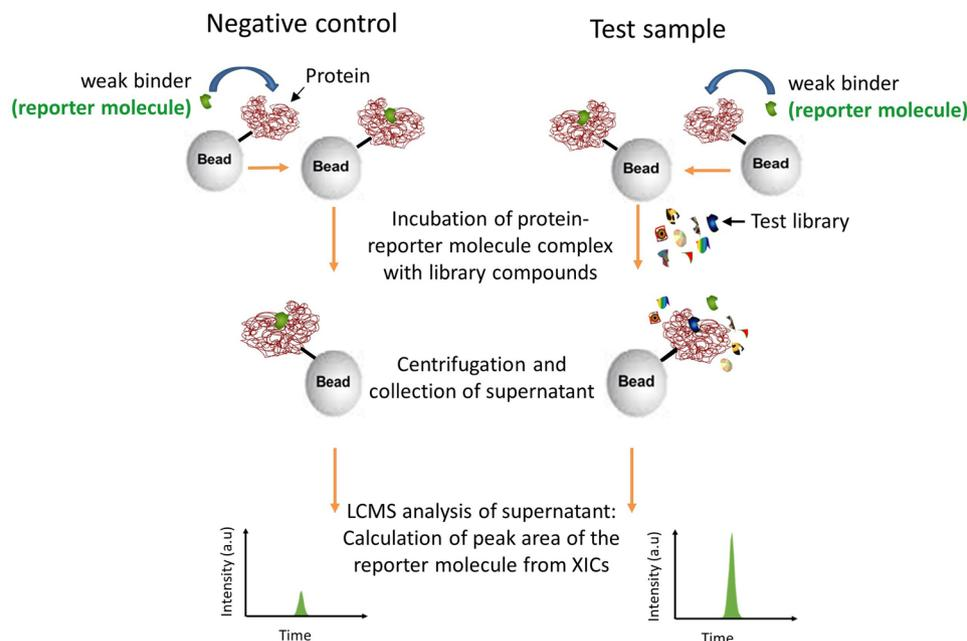 Negative control
Test sample
weak binder
(reporter molecule)
Protein
weak binder
(reporter molecule)
Bead
Bead
Bead
Bead
Incubation of protein-
reporter molecule complex
with library compounds
Test library
Centrifugation and
collection of supernatant
Bead
Bead
LCMS analysis of supernatant:
Calculation of peak area of the
reporter molecule from XICs
Intensity (a.u)
Time
Intensity (a.u)
Time